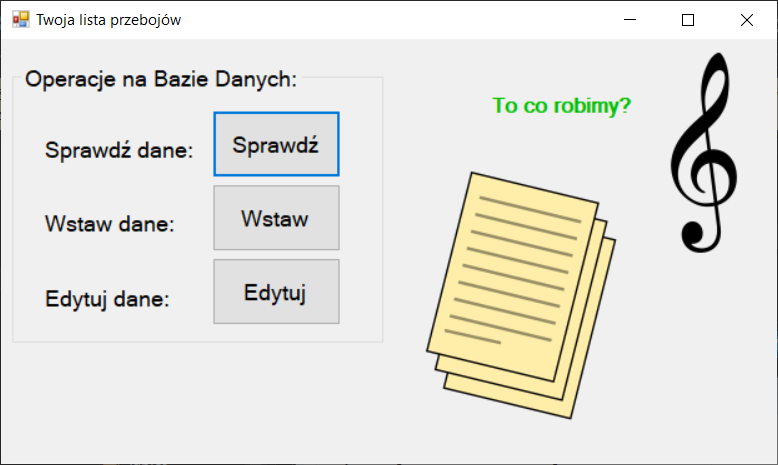 Twoja lista przebojów
Operacje na Bazie Danych:
To co robimy?
Sprawdź dane:
Sprawdź
Wstaw dane:
Wstaw
Edytuj dane:
Edytuj